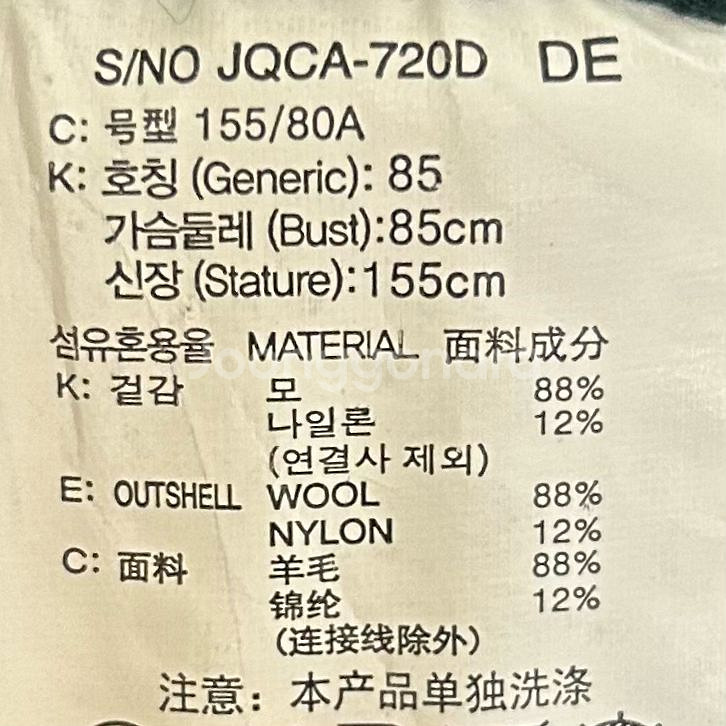 S/NO JQCA-720D DE
C: 号型 155/80A
K: 호칭 (Generic): 85
가슴둘레 (Bust):85cm
신장 (Stature):155cm
섬유혼용율 MATERIAL 面料成分
K: 겉감 모 88%
나일론 12%
(연결사 제외)
E: OUTSHELL WOOL 88%
NYLON 12%
C: 面料 羊毛 88%
锦纶 12%
(连接线除外)
注意: 本产品单独洗涤